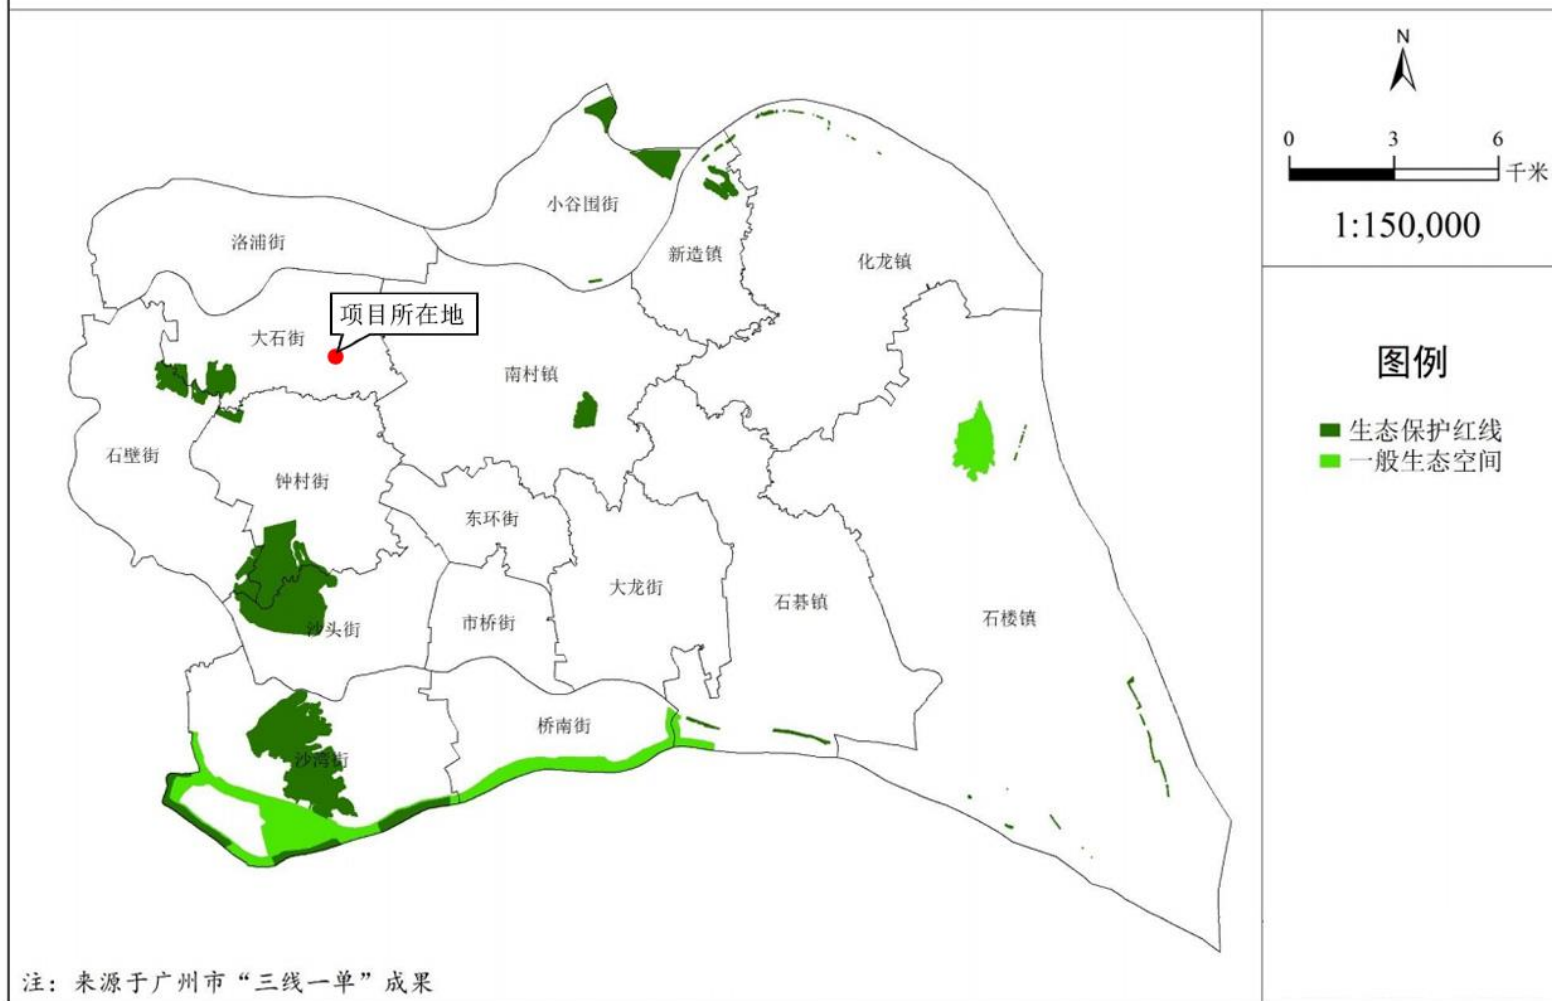 N
0 3 6
千米
1:150,000
图例
生态保护红线
一般生态空间
小谷围街
洛浦街
新造镇
化龙镇
项目所在地
大石街
南村镇
石壁街
钟村街
东环街
大龙街
石碁镇
石楼镇
市桥街
沙头街
桥南街
沙湾街
注：来源于广州市“三线一单”成果